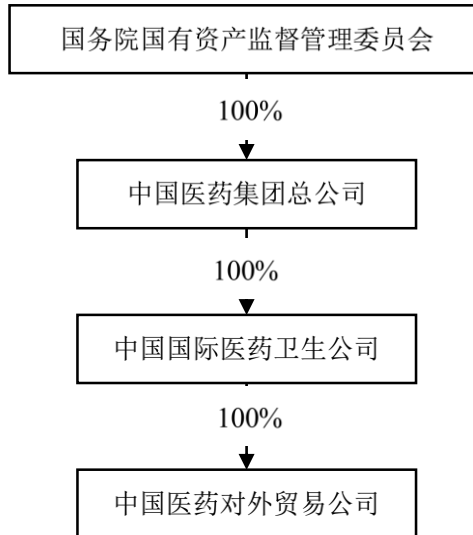 国务院国有资产监督管理委员会
100%
中国医药集团总公司
100%
中国国际医药卫生公司
100%
中国医药对外贸易公司